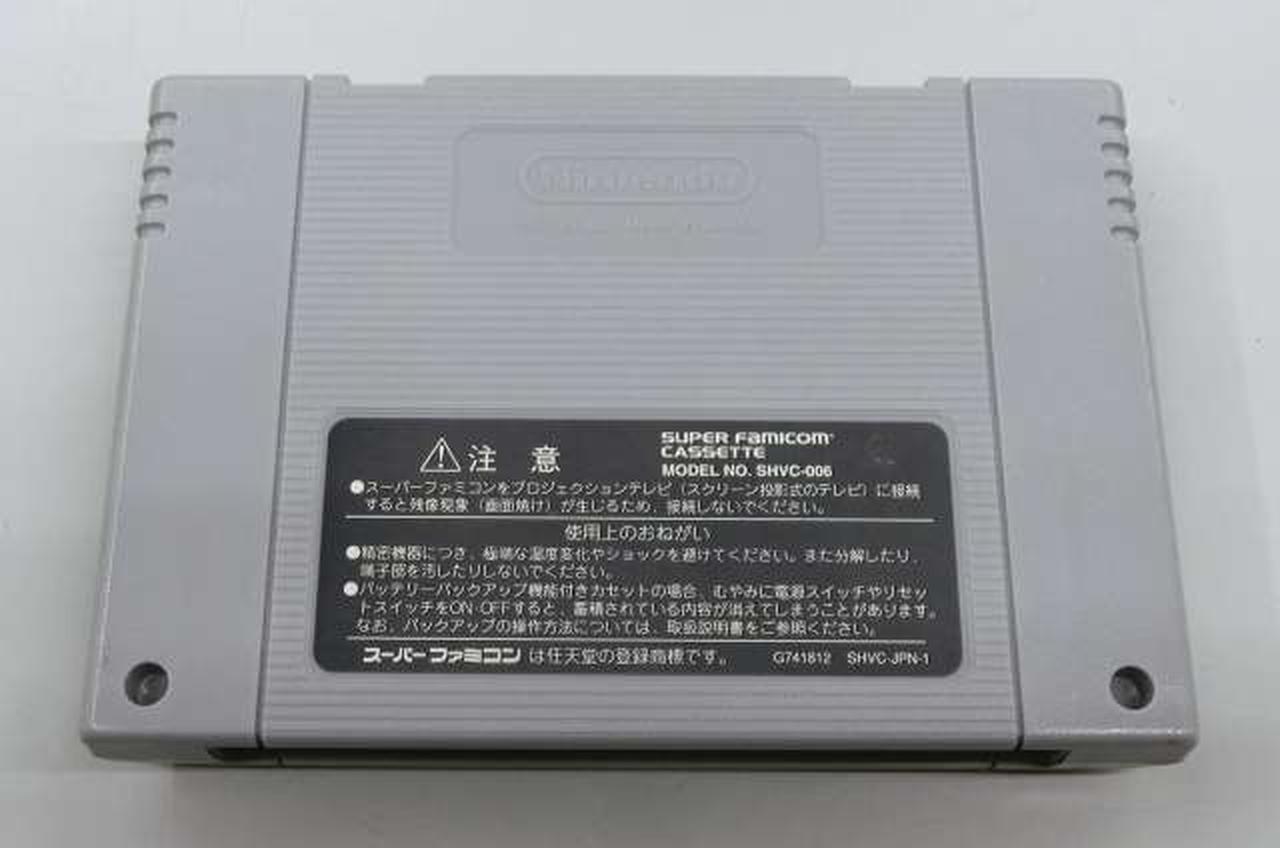 Nintendo
注 意
SUPER FAMICOM
CASSETTE
MODEL NO. SHVC-006
●スーパーファミコンをプロジェクションテレビ（スクリーン投影式のテレビ）に接続
すると残像現象（画面焼け）が生じるため、接続しないでください。
使用上のおねがい
●精密機器につき、極端な温度変化やショックを避けてください。また分解したり、
端子部を汚したりしないでください。
●バッテリーバックアップ機能付きカセットの場合、むやみに電源スイッチやリセッ
トスイッチをON OFFすると、蓄積されている内容が消えてしまうことがあります。
なお、バックアップの操作方法については、取扱説明書をご参照ください。
スーパーファミコン は任天堂の登録商標です。
G741812 SHVC-JPN-1